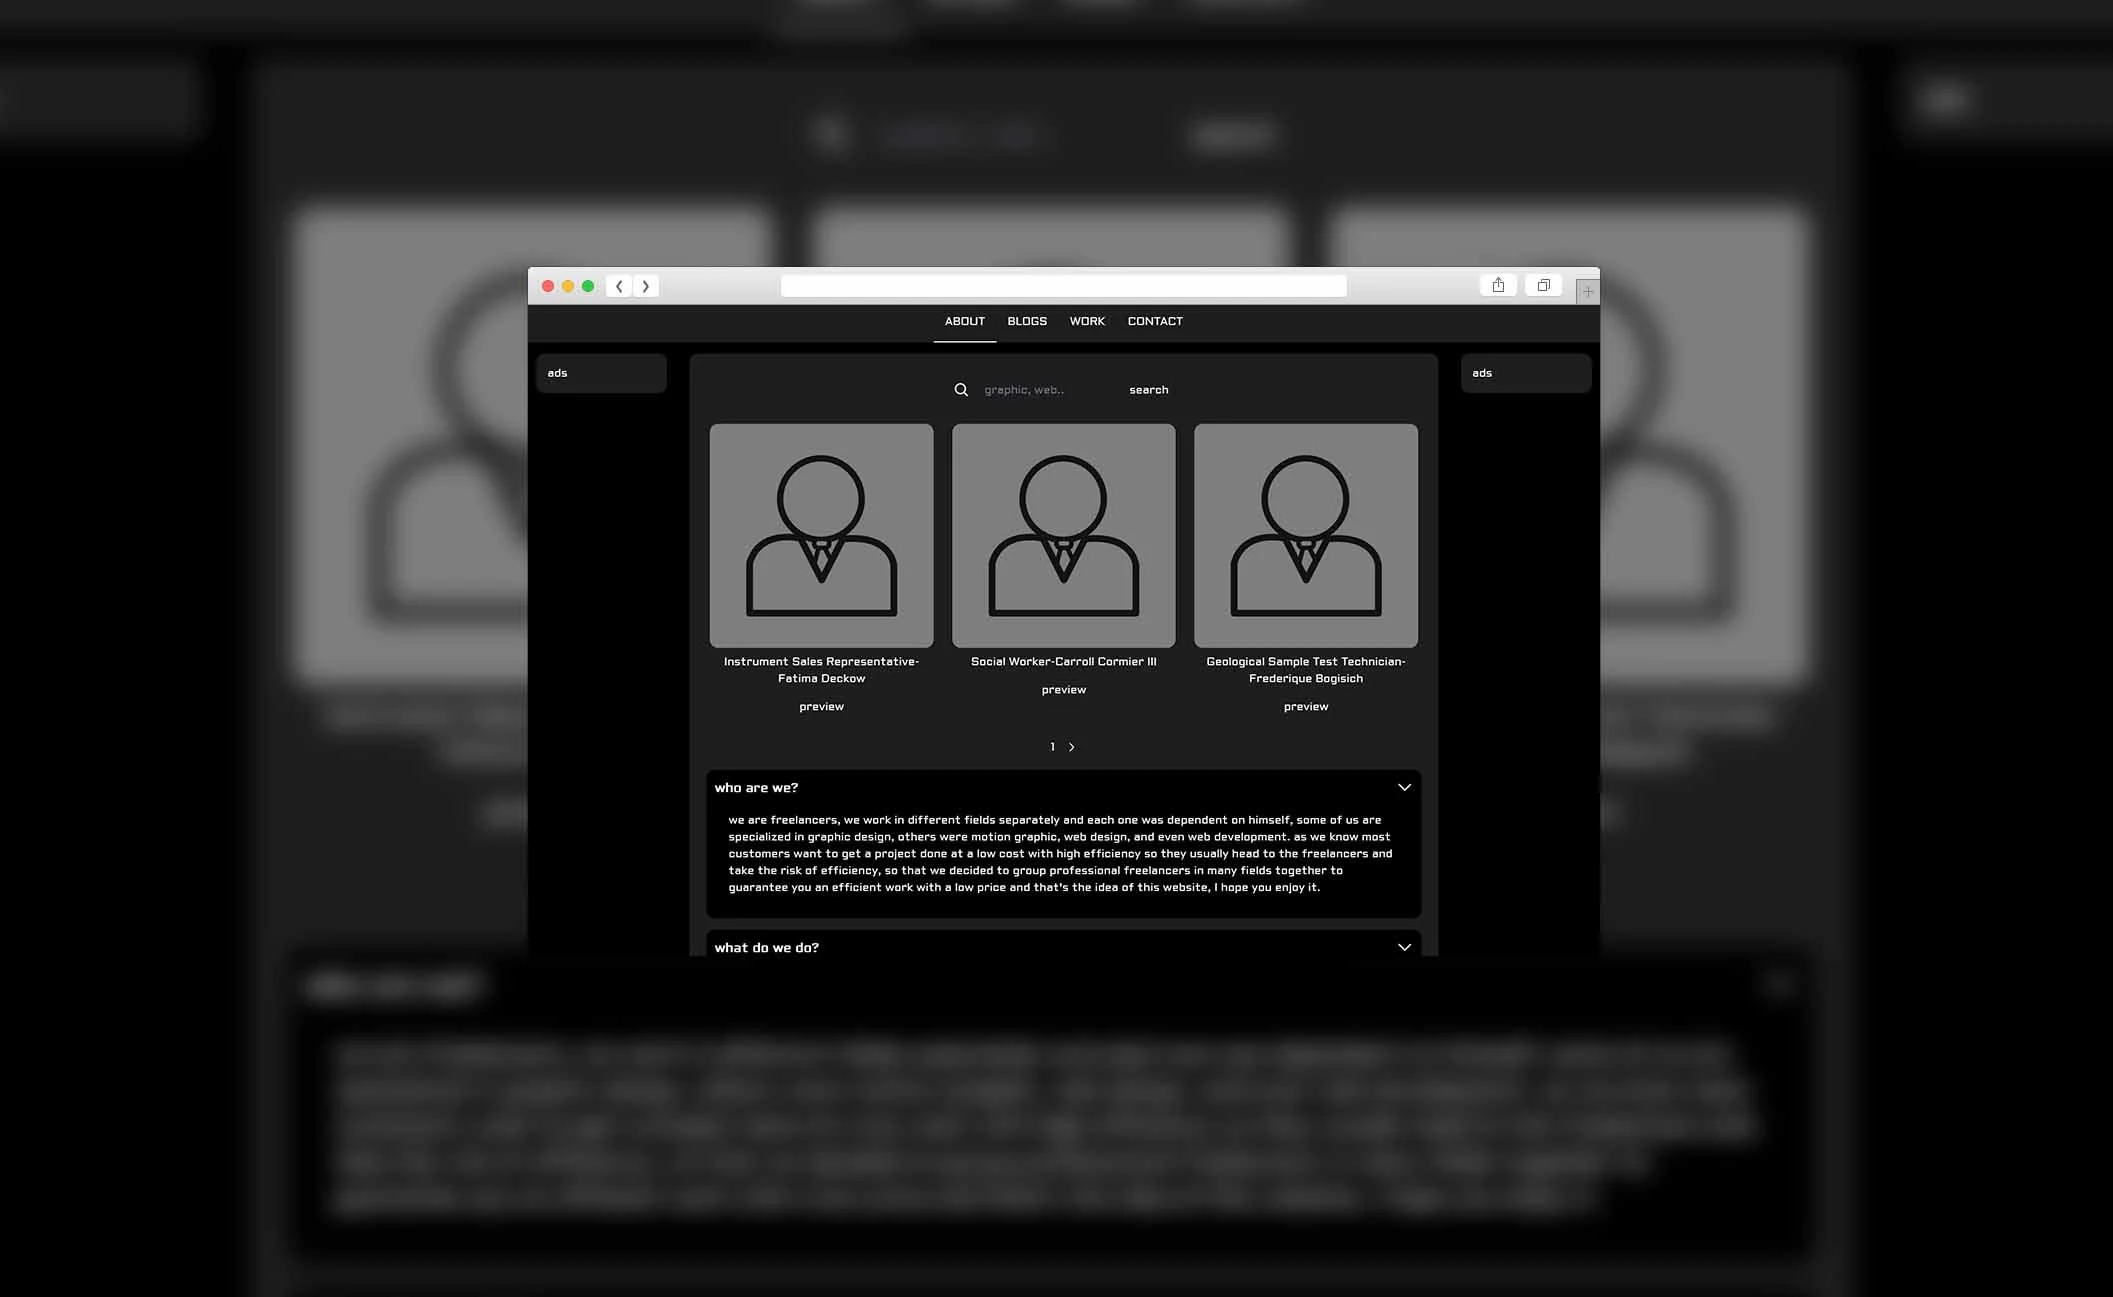 ABOUT BLOGS WORK CONTACT
ads
ads
graphic, web.. search
Instrument Sales Representative-
Fatima Deckow
preview
Social Worker-Carroll Cormier III
preview
Geological Sample Test Technician-
Frederique Bogisich
preview
1
who are we?
we are freelancers, we work in different fields separately and each one was dependent on himself, some of us are
specialized in graphic design, others were motion graphic, web design, and even web development. as we know most
customers want to get a project done at a low cost with high efficiency so they usually head to the freelancers and
take the risk of efficiency, so that we decided to group professional freelancers in many fields together to
guarantee you an efficient work with a low price and that's the idea of this website, I hope you enjoy it.
what do we do?